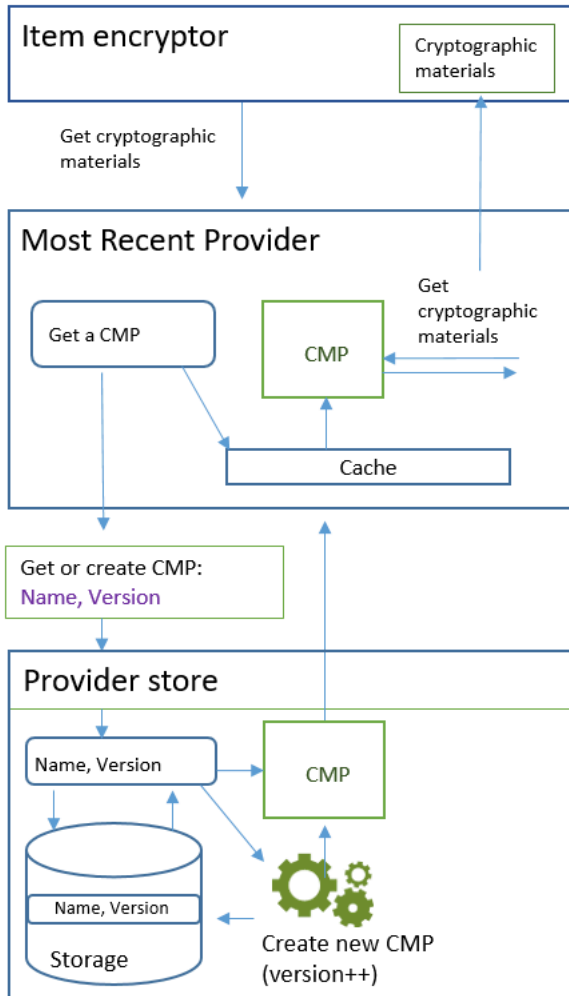 Item encryptor
Cryptographic
materials
Get cryptographic
materials
Most Recent Provider
Get a CMP
CMP
Get
cryptographic
materials
Cache
Get or create CMP:
Name, Version
Provider store
Name, Version
CMP
Name, Version
Storage
Create new CMP
(version++)